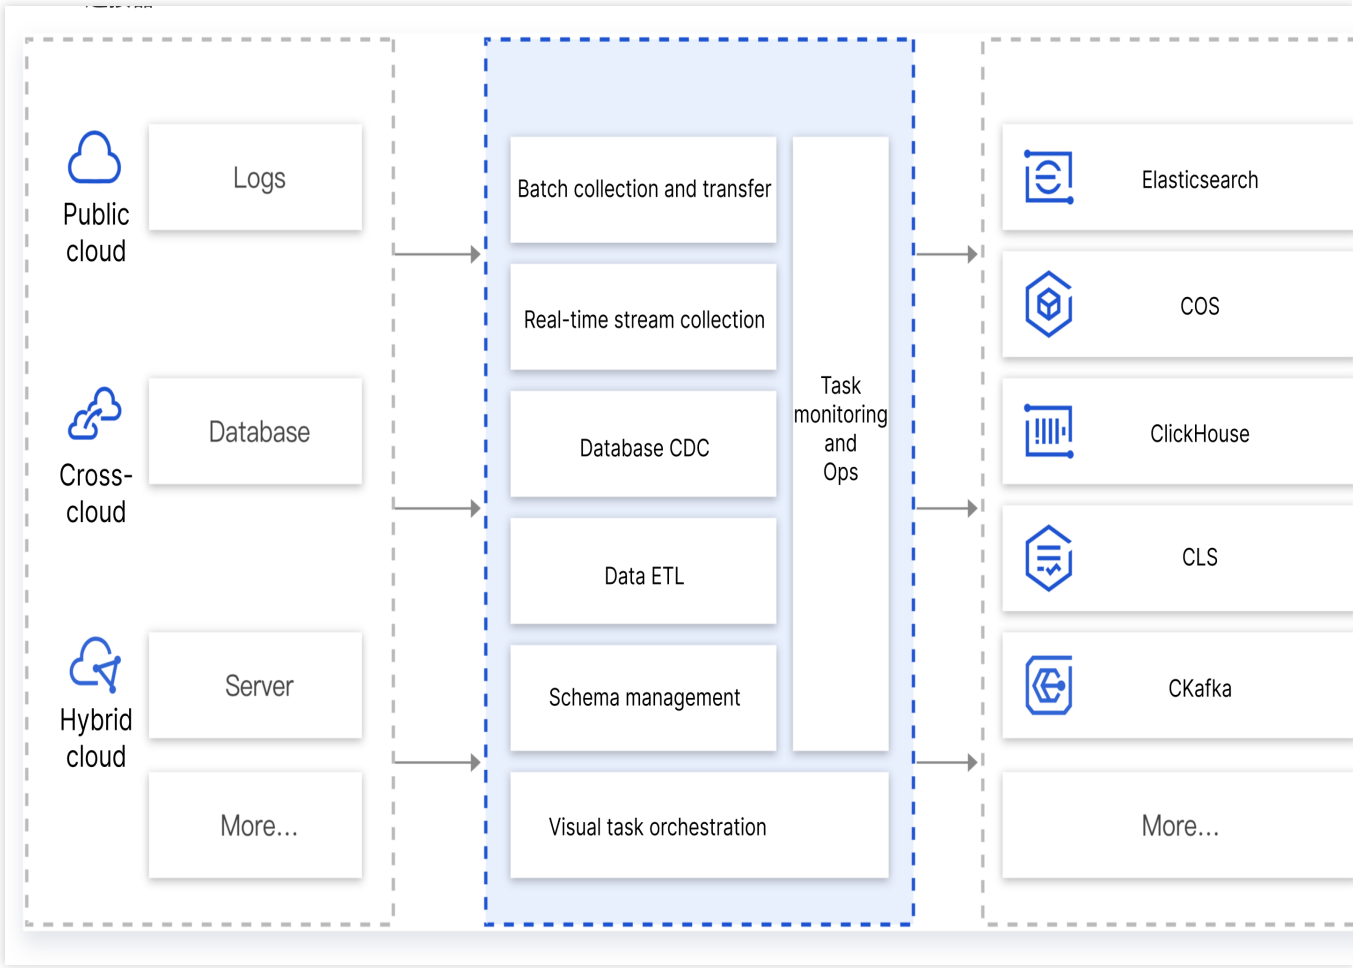 Public
cloud
Logs
Cross-
cloud
Database
Hybrid
cloud
Server
More...
Batch collection and transfer
Real-time stream collection
Database CDC
Data ETL
Schema management
Task
monitoring
and
Ops
Visual task orchestration
Elasticsearch
COS
ClickHouse
CLS
CKafka
More...